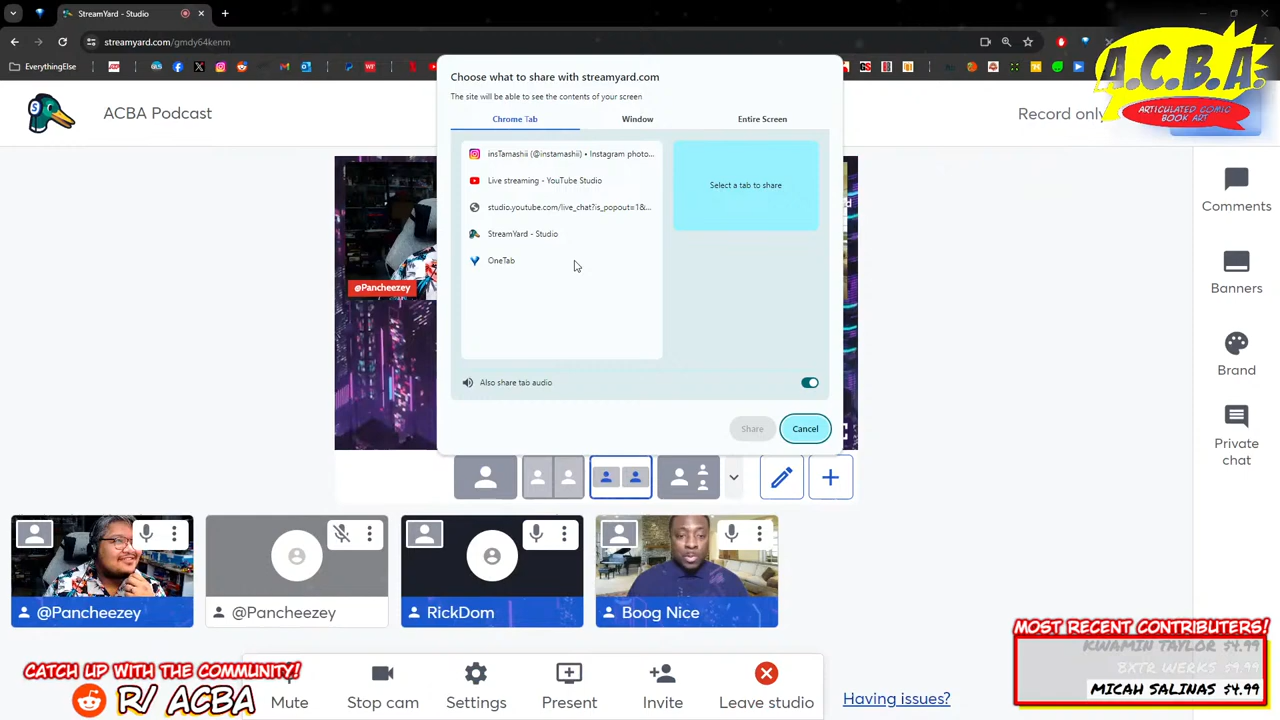 StreamYard - Studio
streamyard.com/gmdy64kenm
EverythingElse
A.C.B.A.
ARTICULATED COMIC
BOOK ART
ACBA Podcast
Record only
Choose what to share with streamyard.com
The site will be able to see the contents of your screen
Chrome Tab
Window
Entire Screen
insTamashii (@instamashii) • Instagram photo...
Live streaming - YouTube Studio
studio.youtube.com/live_chat?is_popout=1&...
StreamYard - Studio
OneTab
Select a tab to share
Also share tab audio
Share
Cancel
@Pancheezey
Comments
Banners
Brand
Private
chat
@Pancheezey
@Pancheezey
RickDom
Boog Nice
CATCH UP WITH THE COMMUNITY!
R/ ACBA
Mute
Stop cam
Settings
Present
Invite
Leave studio
Having issues?
MOST RECENT CONTRIBUTERS!
KWAMIN TAYLOR $4.99
BXTR WERKS $9.99
MICAH SALINAS $4.99